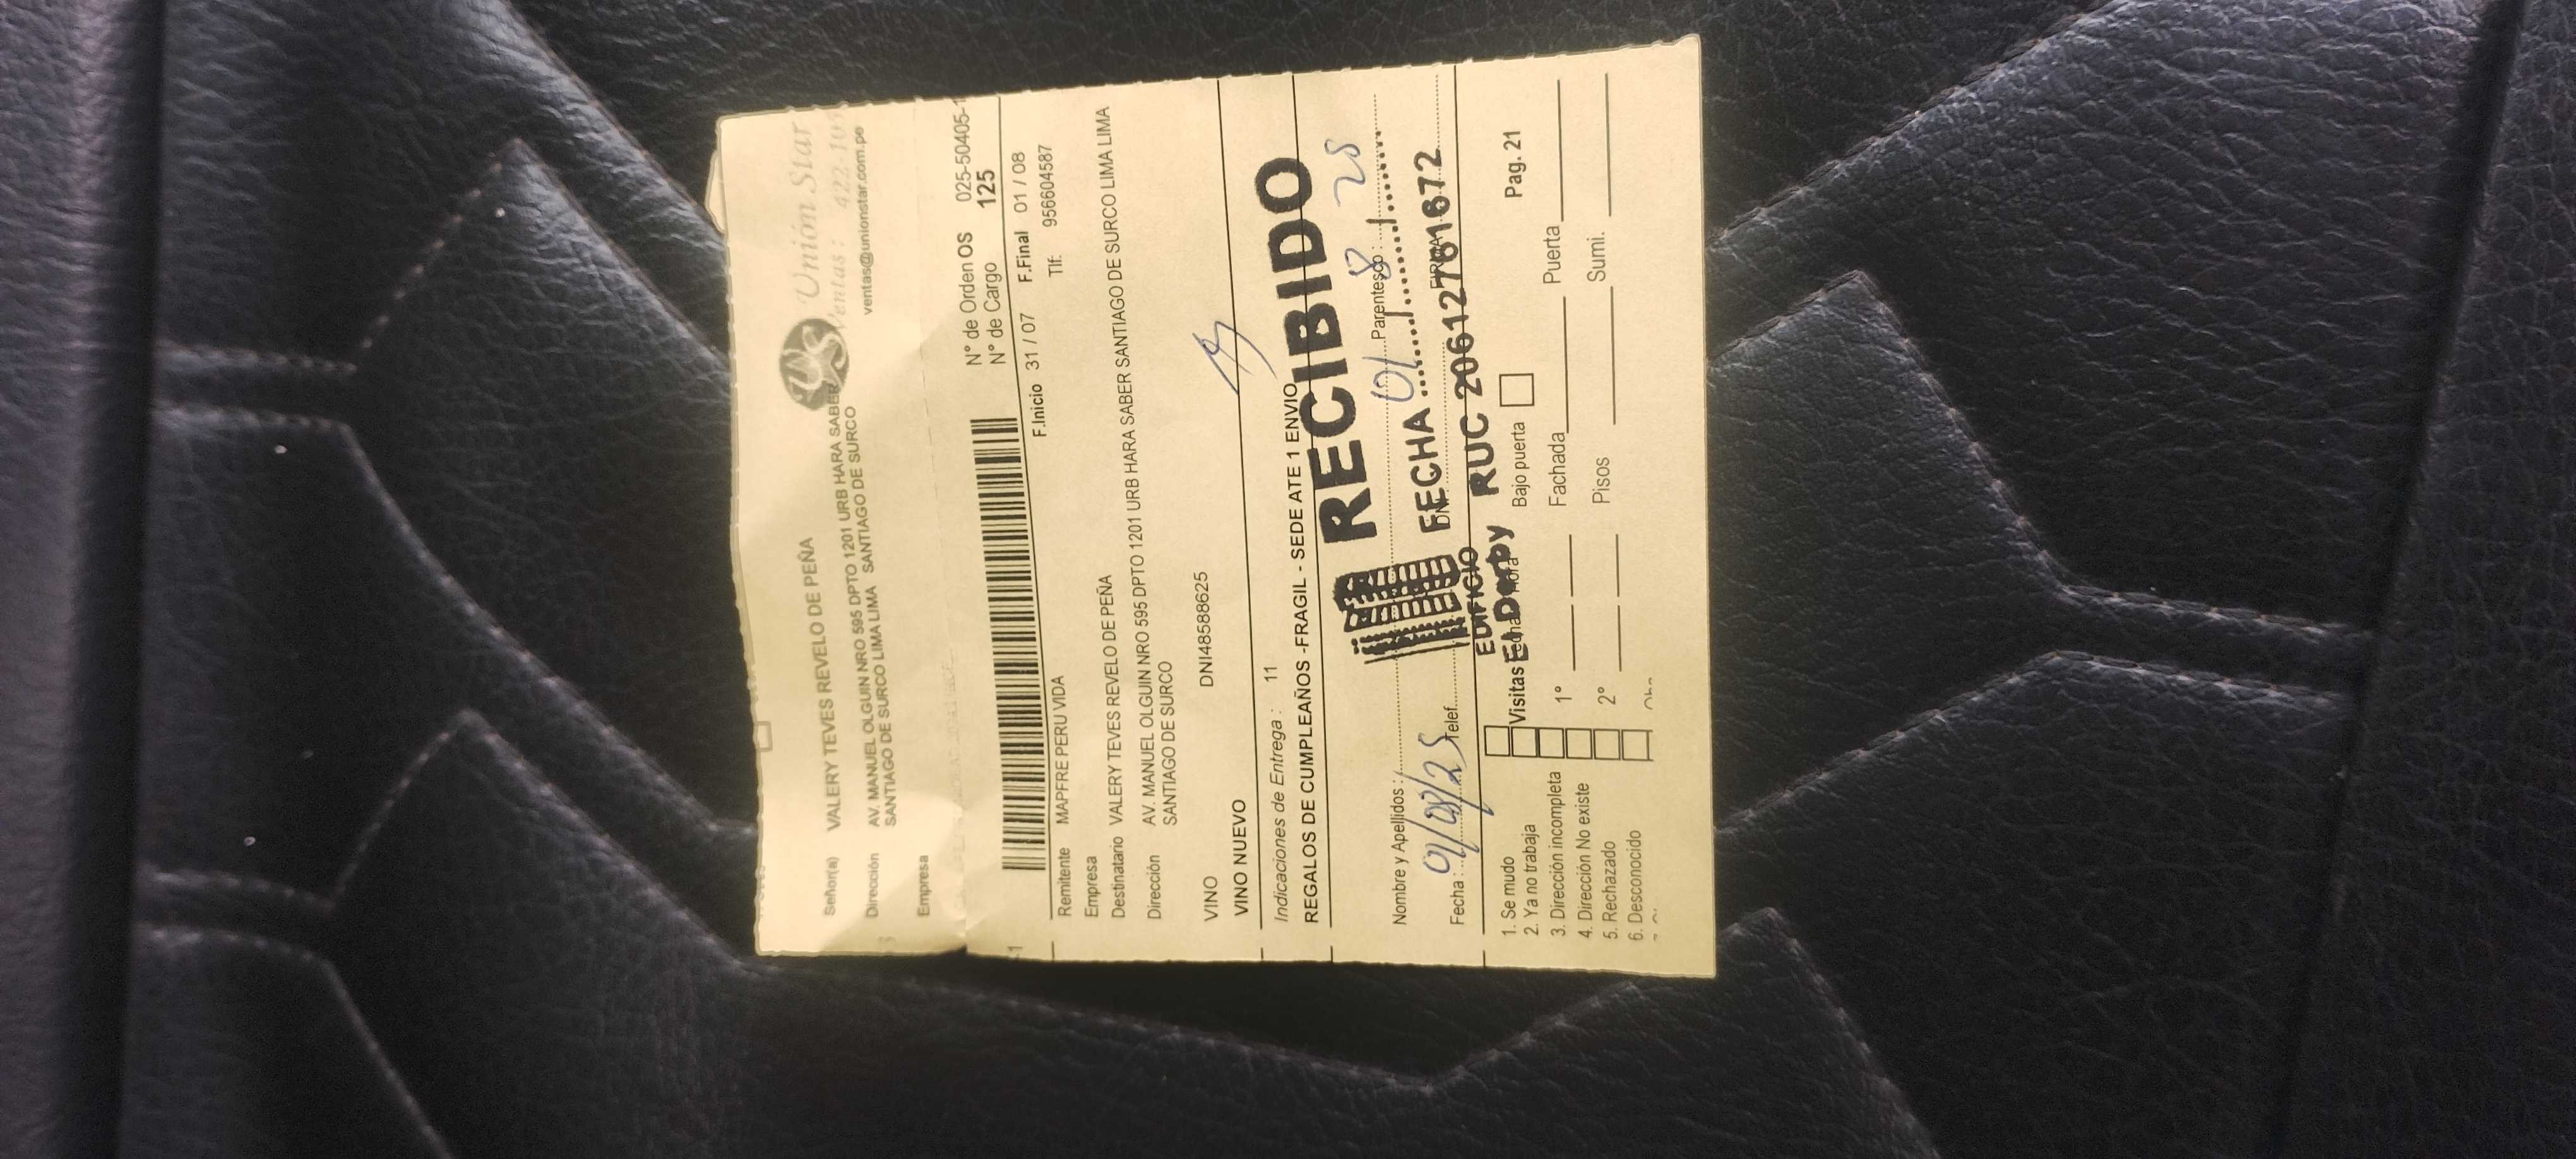 Unión Star
Ventas: 422-105
ventas@unionstar.com.pe
Señor(a) VALERY TEVES REVELO DE PEÑA
Dirección AV. MANUEL OLGUIN NRO 595 DPTO 1201 URB HARA SABER
SANTIAGO DE SURCO LIMA LIMA SANTIAGO DE SURCO
Empresa
N° de Orden OS 025-50405-1
N° de Cargo 125
F.Inicio 31 / 07 F.Final 01 / 08
Remitente MAPFRE PERU VIDA Tlf: 956604587
Empresa
Destinatario VALERY TEVES REVELO DE PEÑA
Dirección AV. MANUEL OLGUIN NRO 595 DPTO 1201 URB HARA SABER SANTIAGO DE SURCO LIMA LIMA
SANTIAGO DE SURCO
VINO DNI48588625
VINO NUEVO
Indicaciones de Entrega : 11
REGALOS DE CUMPLEAÑOS -FRAGIL - SEDE ATE 1 ENVIO
RECIBIDO
Nombre y Apellidos : Parentesco :
FECHA 01 / 8 / 25
Fecha : 01/08/25 Telef. DNI FIRMA
EDIFICIO
El Derby RUC 20612761672
1. Se mudo Visitas Fecha Hora Bajo puerta Pag. 21
2. Ya no trabaja
3. Dirección incompleta 1° Fachada Puerta
4. Dirección No existe
5. Rechazado 2° Pisos Sumi.
6. Desconocido